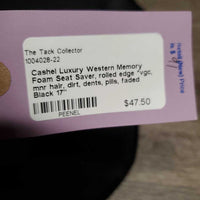 The Tack Collector
1004028-22
Cashel Luxury Western Memory
Foam Seat Saver, rolled edge *vgc,
mnr hair, dirt, dents, pills, faded
Black 17"
$47.50
PEENEL